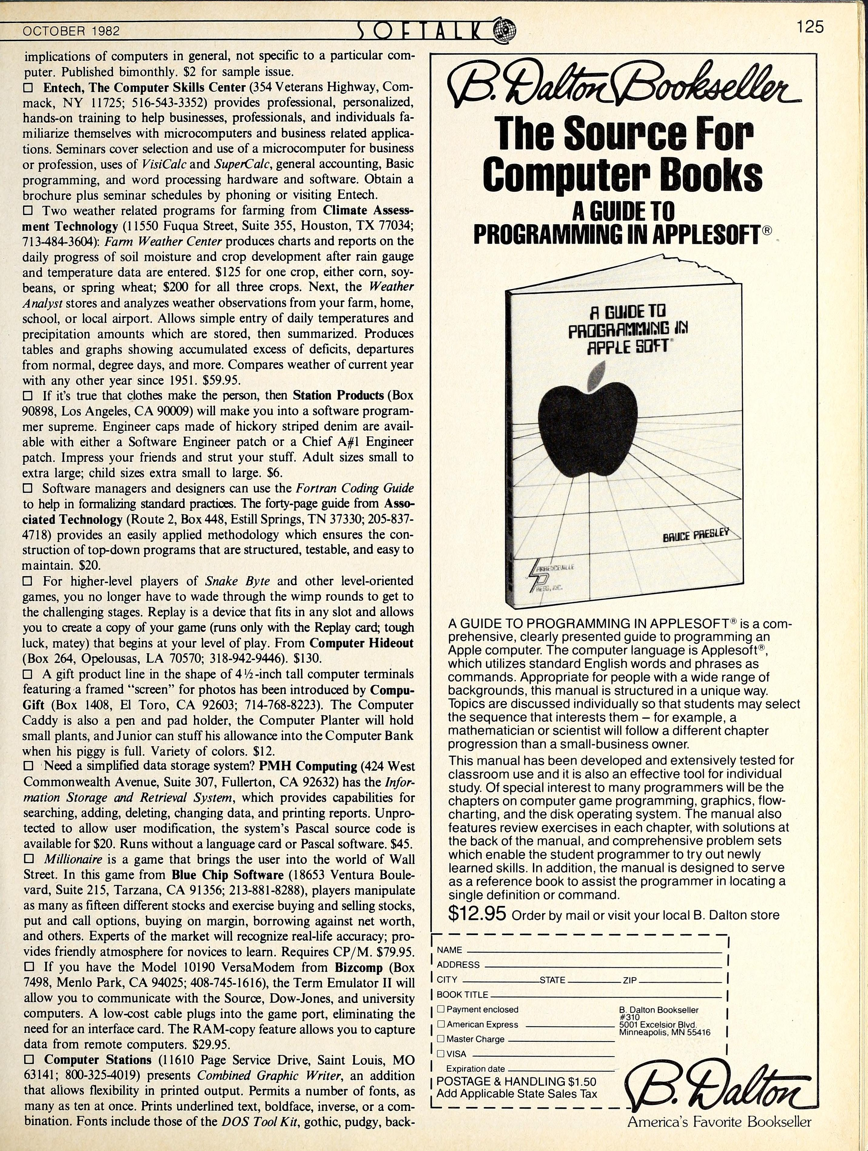 OCTOBER 1982
SOFTALK
125
implications of computers in general, not specific to a particular com-
puter. Published bimonthly. $2 for sample issue.
☐ Entech, The Computer Skills Center (354 Veterans Highway, Com-
mack, NY 11725; 516-543-3352) provides professional, personalized,
hands-on training to help businesses, professionals, and individuals fa-
miliarize themselves with microcomputers and business related applica-
tions. Seminars cover selection and use of a microcomputer for business
or profession, uses of VisiCalc and SuperCalc, general accounting, Basic
programming, and word processing hardware and software. Obtain a
brochure plus seminar schedules by phoning or visiting Entech.
☐ Two weather related programs for farming from Climate Assess-
ment Technology (11550 Fuqua Street, Suite 355, Houston, TX 77034;
713-484-3604): Farm Weather Center produces charts and reports on the
daily progress of soil moisture and crop development after rain gauge
and temperature data are entered. $125 for one crop, either corn, soy-
beans, or spring wheat; $200 for all three crops. Next, the Weather
Analyst stores and analyzes weather observations from your farm, home,
school, or local airport. Allows simple entry of daily temperatures and
precipitation amounts which are stored, then summarized. Produces
tables and graphs showing accumulated excess of deficits, departures
from normal, degree days, and more. Compares weather of current year
with any other year since 1951. $59.95.
☐ If it's true that clothes make the person, then Station Products (Box
90898, Los Angeles, CA 90009) will make you into a software program-
mer supreme. Engineer caps made of hickory striped denim are avail-
able with either a Software Engineer patch or a Chief A#1 Engineer
patch. Impress your friends and strut your stuff. Adult sizes small to
extra large; child sizes extra small to large. $6.
☐ Software managers and designers can use the Fortran Coding Guide
to help in formalizing standard practices. The forty-page guide from Asso-
ciated Technology (Route 2, Box 448, Estill Springs, TN 37330; 205-837-
4718) provides an easily applied methodology which ensures the con-
struction of top-down programs that are structured, testable, and easy to
maintain. $20.
☐ For higher-level players of Snake Byte and other level-oriented
games, you no longer have to wade through the wimp rounds to get to
the challenging stages. Replay is a device that fits in any slot and allows
you to create a copy of your game (runs only with the Replay card; tough
luck, matey) that begins at your level of play. From Computer Hideout
(Box 264, Opelousas, LA 70570; 318-942-9446). $130.
☐ A gift product line in the shape of 4½-inch tall computer terminals
featuring a framed "screen" for photos has been introduced by Compu-
Gift (Box 1408, El Toro, CA 92603; 714-768-8223). The Computer
Caddy is also a pen and pad holder, the Computer Planter will hold
small plants, and Junior can stuff his allowance into the Computer Bank
when his piggy is full. Variety of colors. $12.
☐ Need a simplified data storage system? PMH Computing (424 West
Commonwealth Avenue, Suite 307, Fullerton, CA 92632) has the Infor-
mation Storage and Retrieval System, which provides capabilities for
searching, adding, deleting, changing data, and printing reports. Unpro-
tected to allow user modification, the system's Pascal source code is
available for $20. Runs without a language card or Pascal software. $45.
☐ Millionaire is a game that brings the user into the world of Wall
Street. In this game from Blue Chip Software (18653 Ventura Boule-
vard, Suite 215, Tarzana, CA 91356; 213-881-8288), players manipulate
as many as fifteen different stocks and exercise buying and selling stocks,
put and call options, buying on margin, borrowing against net worth,
and others. Experts of the market will recognize real-life accuracy; pro-
vides friendly atmosphere for novices to learn. Requires CP/M. $79.95.
☐ If you have the Model 10190 VersaModem from Bizcomp (Box
7498, Menlo Park, CA 94025; 408-745-1616), the Term Emulator II will
allow you to communicate with the Source, Dow-Jones, and university
computers. A low-cost cable plugs into the game port, eliminating the
need for an interface card. The RAM-copy feature allows you to capture
data from remote computers. $29.95.
☐ Computer Stations (11610 Page Service Drive, Saint Louis, MO
63141; 800-325-4019) presents Combined Graphic Writer, an addition
that allows flexibility in printed output. Permits a number of fonts, as
many as ten at once. Prints underlined text, boldface, inverse, or a com-
bination. Fonts include those of the DOS Tool Kit, gothic, pudgy, back-
B. Dalton Bookseller
The Source For
Computer Books
A GUIDE TO
PROGRAMMING IN APPLESOFT®
A GUIDE TO
PROGRAMMING IN
APPLE SOFT®
BRUCE PRESLEY
A GUIDE TO PROGRAMMING IN APPLESOFT® is a com-
prehensive, clearly presented guide to programming an
Apple computer. The computer language is Applesoft®,
which utilizes standard English words and phrases as
commands. Appropriate for people with a wide range of
backgrounds, this manual is structured in a unique way.
Topics are discussed individually so that students may select
the sequence that interests them – for example, a
mathematician or scientist will follow a different chapter
progression than a small-business owner.
This manual has been developed and extensively tested for
classroom use and it is also an effective tool for individual
study. Of special interest to many programmers will be the
chapters on computer game programming, graphics, flow-
charting, and the disk operating system. The manual also
features review exercises in each chapter, with solutions at
the back of the manual, and comprehensive problem sets
which enable the student programmer to try out newly
learned skills. In addition, the manual is designed to serve
as a reference book to assist the programmer in locating a
single definition or command.
$12.95 Order by mail or visit your local B. Dalton store
NAME
ADDRESS
CITY STATE ZIP
BOOK TITLE
☐ Payment enclosed
☐ American Express
☐ Master Charge
☐ VISA
Expiration date
B. Dalton Bookseller
#310
5001 Excelsior Blvd.
Minneapolis, MN 55416
POSTAGE & HANDLING $1.50
Add Applicable State Sales Tax
B. Dalton
America's Favorite Bookseller